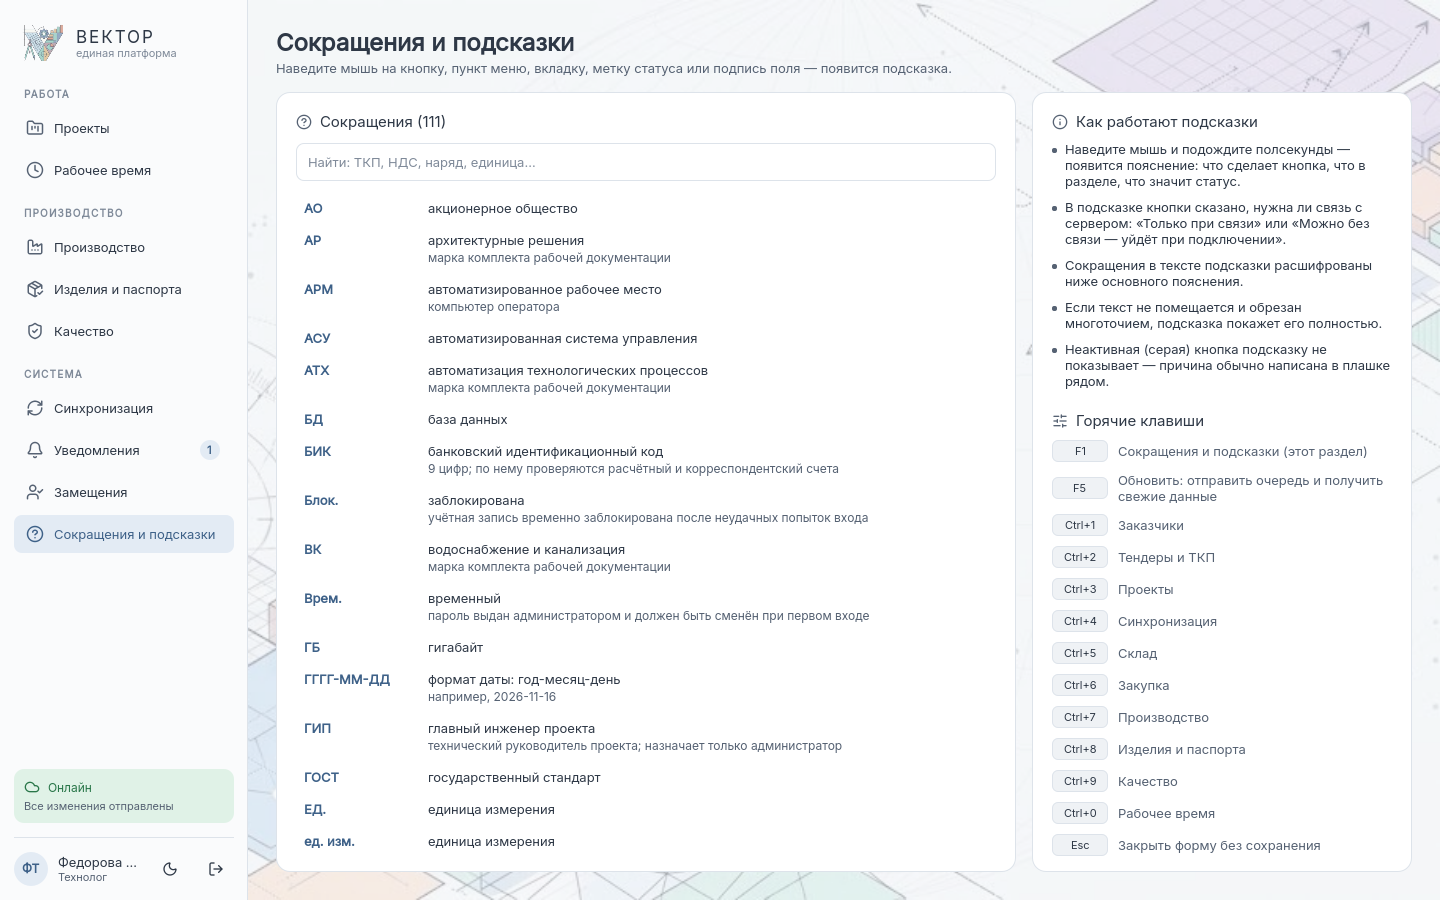 ВЕКТОР
единая платформа
РАБОТА
Проекты
Рабочее время
ПРОИЗВОДСТВО
Производство
Изделия и паспорта
Качество
СИСТЕМА
Синхронизация
Уведомления 1
Замещения
Сокращения и подсказки
Онлайн
Все изменения отправлены
ФТ
Федорова ...
Технолог
Сокращения и подсказки
Наведите мышь на кнопку, пункт меню, вкладку, метку статуса или подпись поля — появится подсказка.
Сокращения (111)
Найти: ТКП, НДС, наряд, единица...
АО акционерное общество
АР архитектурные решения
марка комплекта рабочей документации
АРМ автоматизированное рабочее место
компьютер оператора
АСУ автоматизированная система управления
АТХ автоматизация технологических процессов
марка комплекта рабочей документации
БД база данных
БИК банковский идентификационный код
9 цифр; по нему проверяются расчётный и корреспондентский счета
Блок. заблокирована
учётная запись временно заблокирована после неудачных попыток входа
ВК водоснабжение и канализация
марка комплекта рабочей документации
Врем. временный
пароль выдан администратором и должен быть сменён при первом входе
ГБ гигабайт
ГГГГ-ММ-ДД формат даты: год-месяц-день
например, 2026-11-16
ГИП главный инженер проекта
технический руководитель проекта; назначает только администратор
ГОСТ государственный стандарт
ЕД. единица измерения
ед. изм. единица измерения
Как работают подсказки
Наведите мышь и подождите полсекунды —
появится пояснение: что сделает кнопка, что в
разделе, что значит статус.
В подсказке кнопки сказано, нужна ли связь с
сервером: «Только при связи» или «Можно без
связи — уйдёт при подключении».
Сокращения в тексте подсказки расшифрованы
ниже основного пояснения.
Если текст не помещается и обрезан
многоточием, подсказка покажет его полностью.
Неактивная (серая) кнопка подсказку не
показывает — причина обычно написана в плашке
рядом.
Горячие клавиши
F1 Сокращения и подсказки (этот раздел)
F5 Обновить: отправить очередь и получить
свежие данные
Ctrl+1 Заказчики
Ctrl+2 Тендеры и ТКП
Ctrl+3 Проекты
Ctrl+4 Синхронизация
Ctrl+5 Склад
Ctrl+6 Закупка
Ctrl+7 Производство
Ctrl+8 Изделия и паспорта
Ctrl+9 Качество
Ctrl+0 Рабочее время
Esc Закрыть форму без сохранения